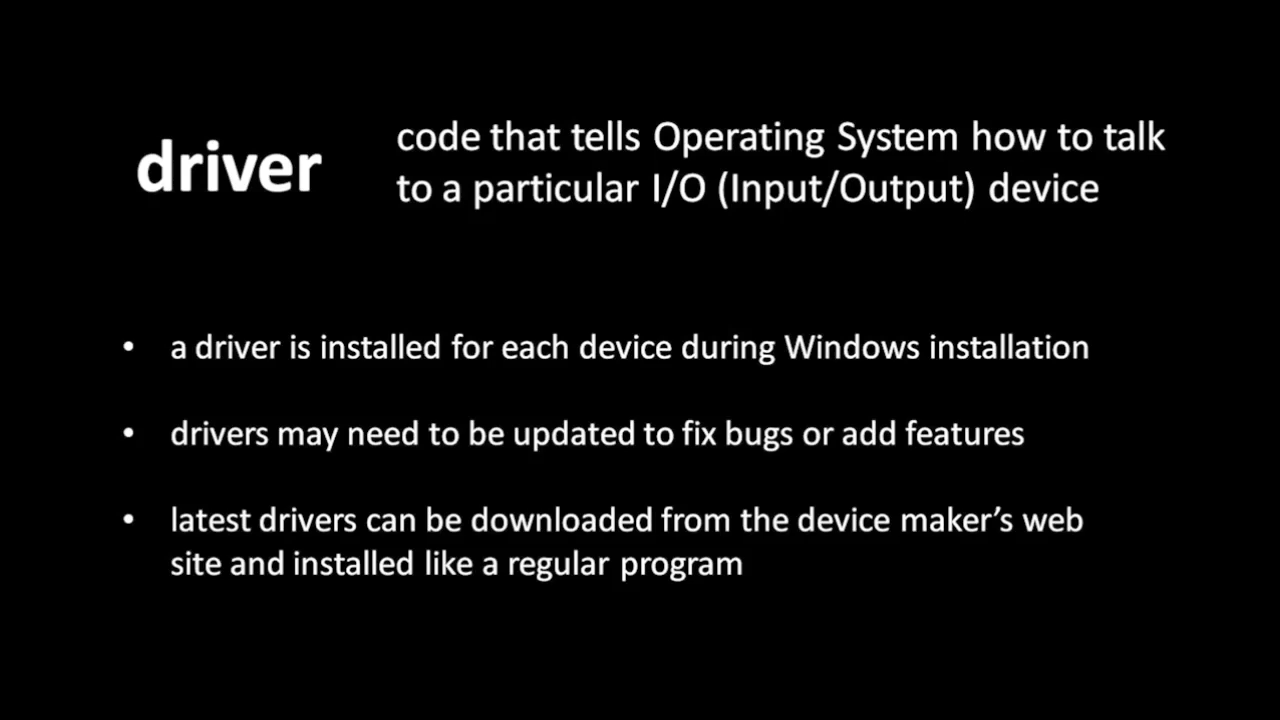 driver
code that tells Operating System how to talk
to a particular I/O (Input/Output) device
• a driver is installed for each device during Windows installation
• drivers may need to be updated to fix bugs or add features
• latest drivers can be downloaded from the device maker’s web
site and installed like a regular program